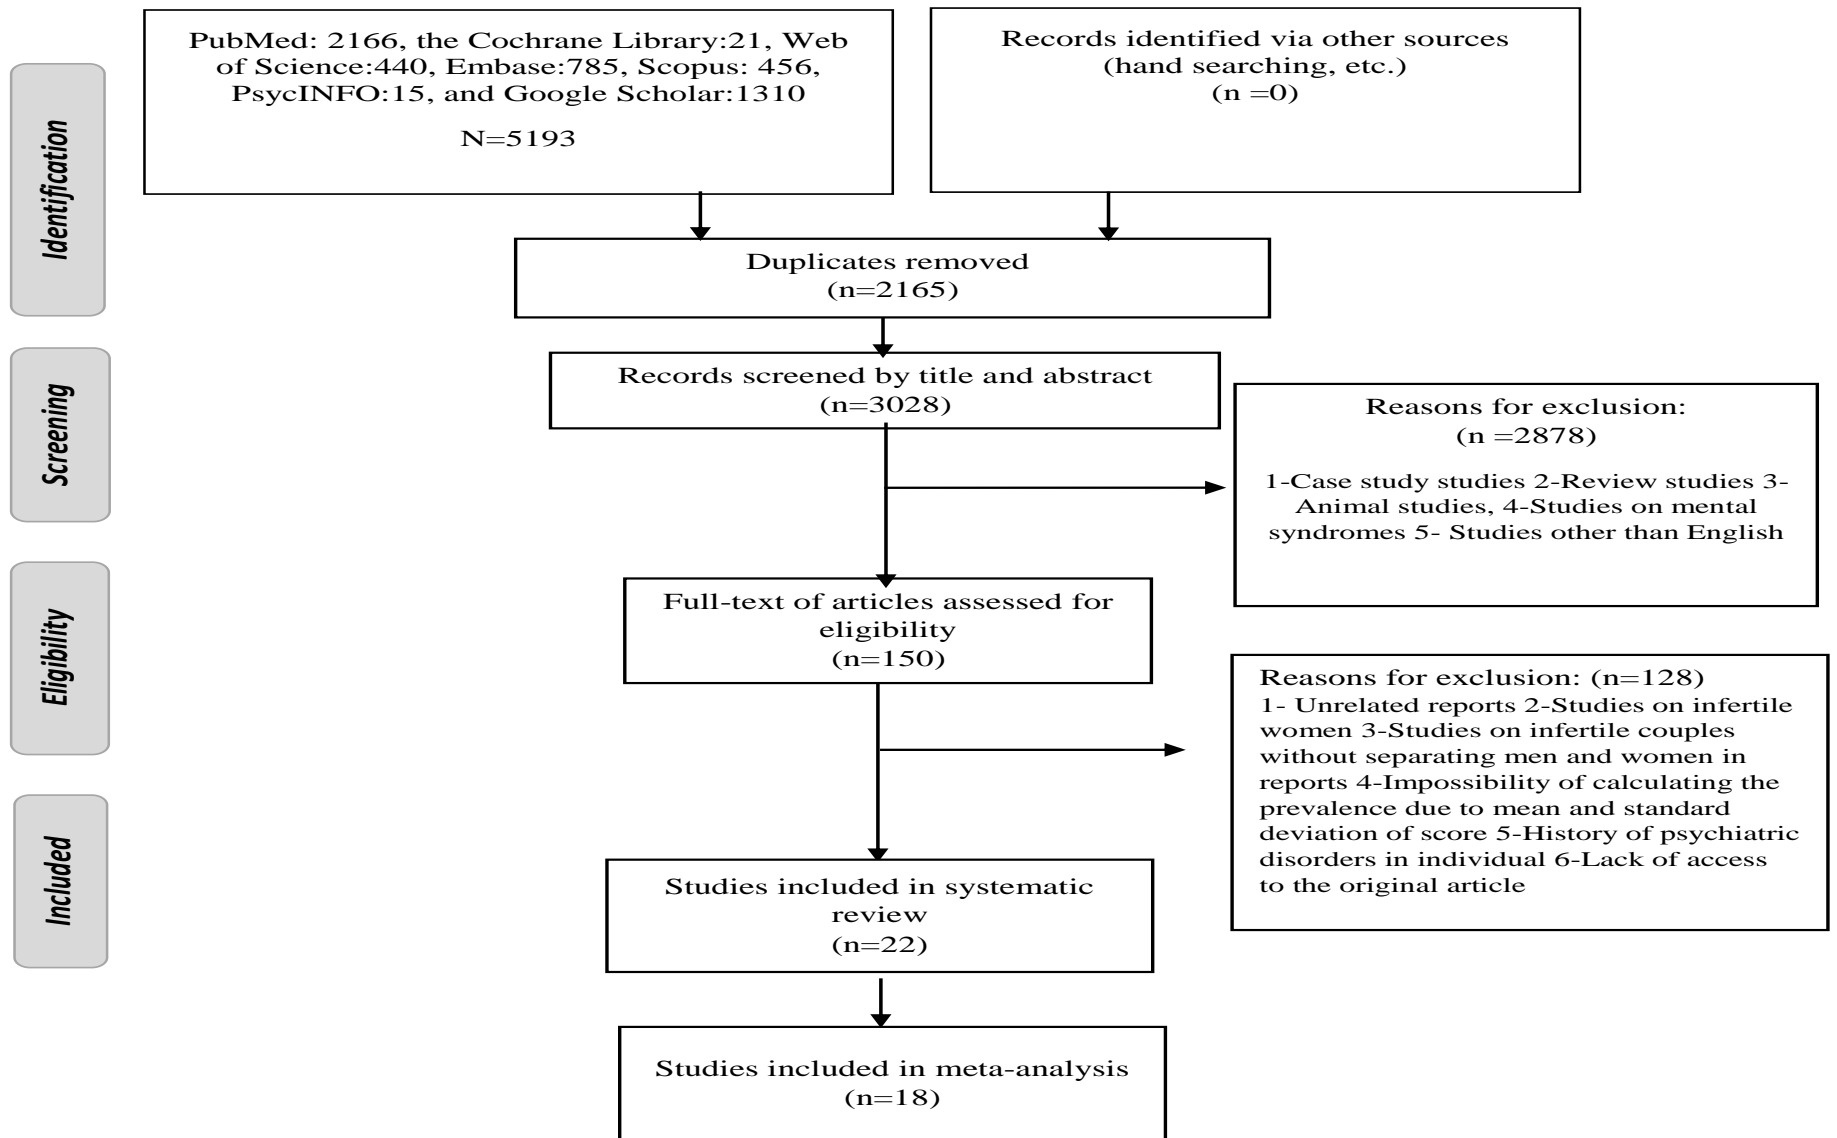 PubMed: 2166, the Cochrane Library:21, Web
of Science:440, Embase:785, Scopus: 456,
PsycINFO:15, and Google Scholar:1310
N=5193
Records identified via other sources
(hand searching, etc.)
(n =0)
Identification
Duplicates removed
(n=2165)
Screening
Records screened by title and abstract
(n=3028)
Reasons for exclusion:
(n =2878)
1-Case study studies 2-Review studies 3-
Animal studies, 4-Studies on mental
syndromes 5- Studies other than English
Eligibility
Full-text of articles assessed for
eligibility
(n=150)
Reasons for exclusion: (n=128)
1- Unrelated reports 2-Studies on infertile
women 3-Studies on infertile couples
without separating men and women in
reports 4-Impossibility of calculating the
prevalence due to mean and standard
deviation of score 5-History of psychiatric
disorders in individual 6-Lack of access
to the original article
Included
Studies included in systematic
review
(n=22)
Studies included in meta-analysis
(n=18)